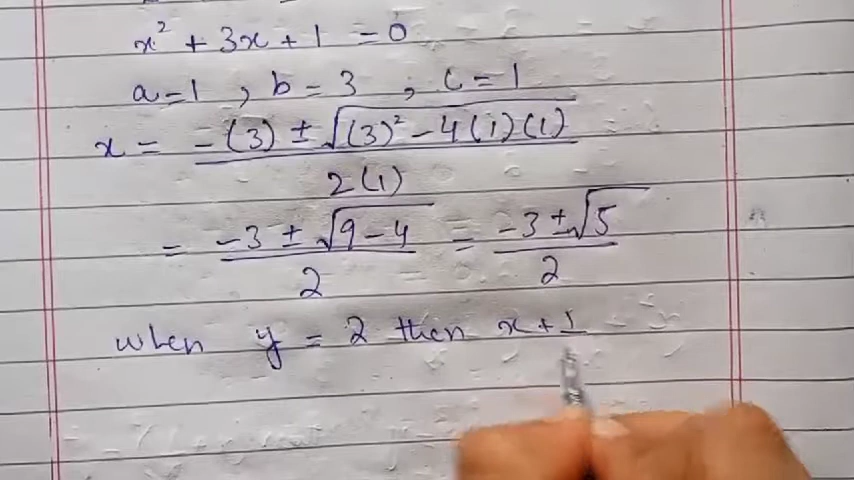 x² + 3x + 1 = 0
a = 1 , b = 3 , c = 1
x = -(3) ± √(3)² - 4(1)(1) / 2(1)
= -3 ± √9 - 4 / 2 = -3 ± √5 / 2
when y = 2 then x + 1